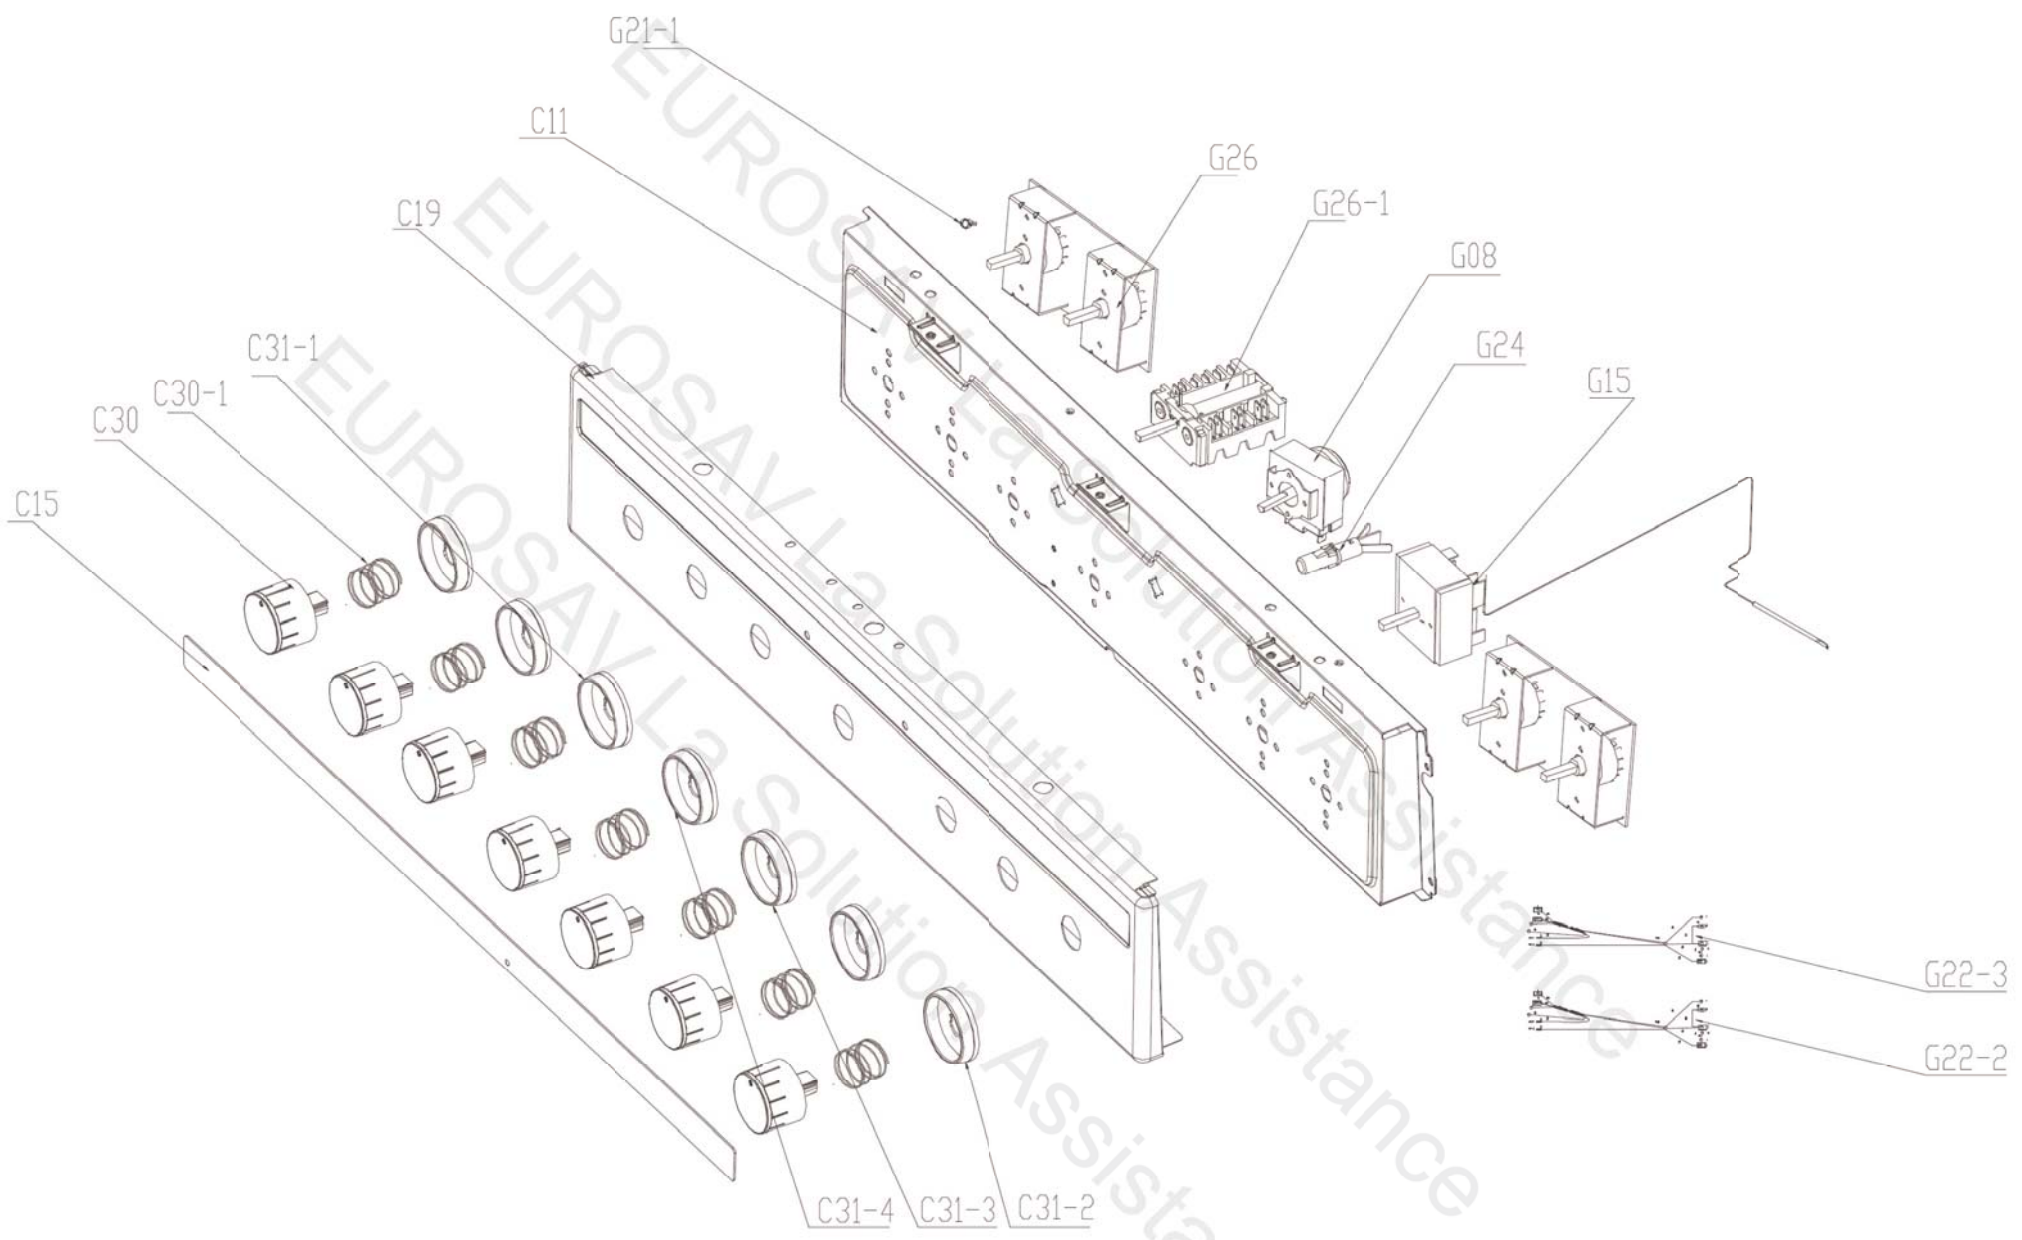 G21-1
C11
G26
C19
G26-1
G08
C31-1
G24
C30-1
G15
C30
C15
G22-3
G22-2
C31-4
C31-3
C31-2
EUROSAV La Solution Assistance
EUROSAV La Solution Assistance
EUROSAV La Solution Assista